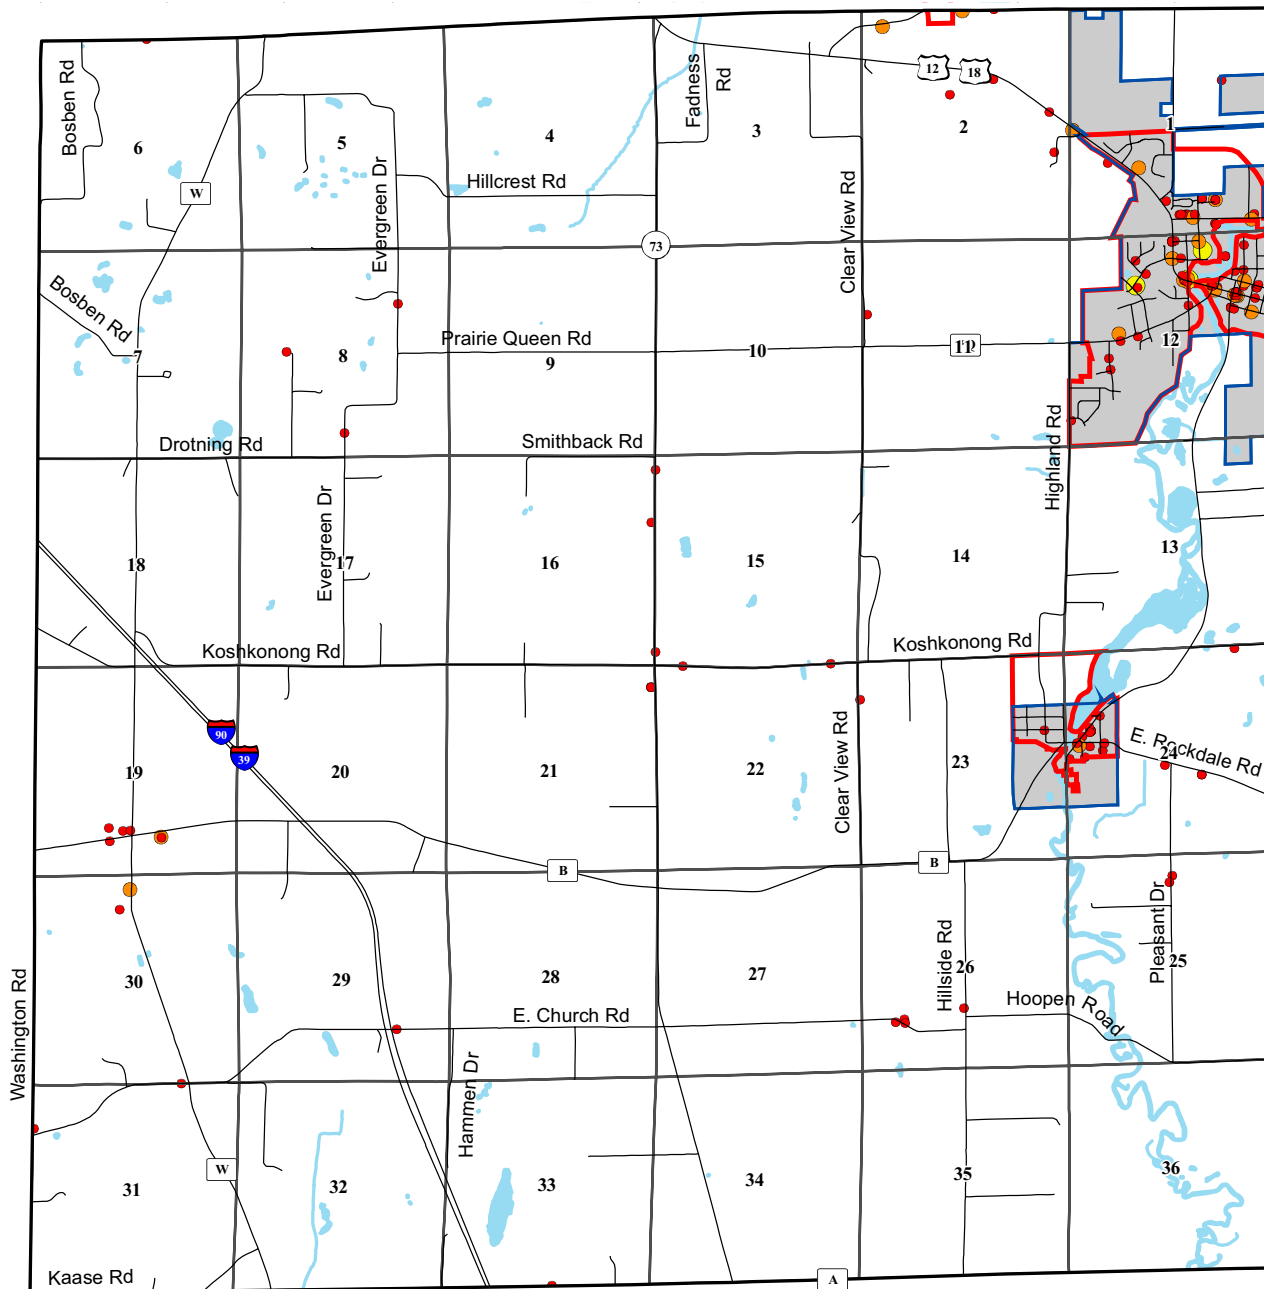 Bosben Rd
6
W
5
Evergreen Dr
4
Hillcrest Rd
Fadness
Rd
3
12
18
2
1
Clear View Rd
73
Bosben Rd
7
8
Prairie Queen Rd
9
10
11
12
Drotning Rd
Smithback Rd
Highland Rd
Evergreen Dr
18
17
16
15
14
13
Koshkonong Rd
Koshkonong Rd
90
39
19
20
21
22
Clear View Rd
23
E. Rockdale Rd
24
B
B
Washington Rd
30
29
28
27
Hillside Rd
26
Pleasant Dr
25
E. Church Rd
Hoopen Road
Hammen Dr
W
31
32
33
34
35
36
Kaase Rd
A